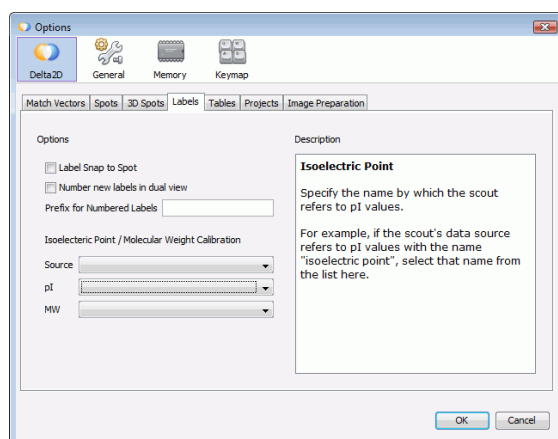 Options
Delta2D
General
Memory
Keymap
Match Vectors
Spots
3D Spots
Labels
Tables
Projects
Image Preparation
Options
Label Snap to Spot
Number new labels in dual view
Prefix for Numbered Labels
Isoelecteric Point / Molecular Weight Calibration
Source
pI
MW
Description
Isoelectric Point
Specify the name by which the scout
refers to pI values.
For example, if the scout's data source
refers to pI values with the name
"isoelectric point", select that name from
the list here.
OK
Cancel